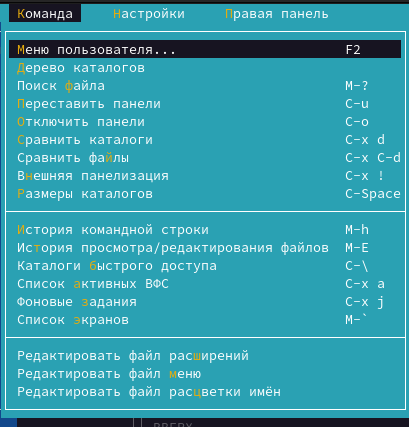 Команда Настройки Правая панель
Меню пользователя... F2
Дерево каталогов
Поиск файла M-?
Переставить панели C-u
Отключить панели C-o
Сравнить каталоги C-x d
Сравнить файлы C-x C-d
Внешняя панелизация C-x !
Размеры каталогов C-Space
История командной строки M-h
История просмотра/редактирования файлов M-E
Каталоги быстрого доступа C-\
Список активных ВФС C-x a
Фоновые задания C-x j
Список экранов M-`
Редактировать файл расширений
Редактировать файл меню
Редактировать файл расцветки имён